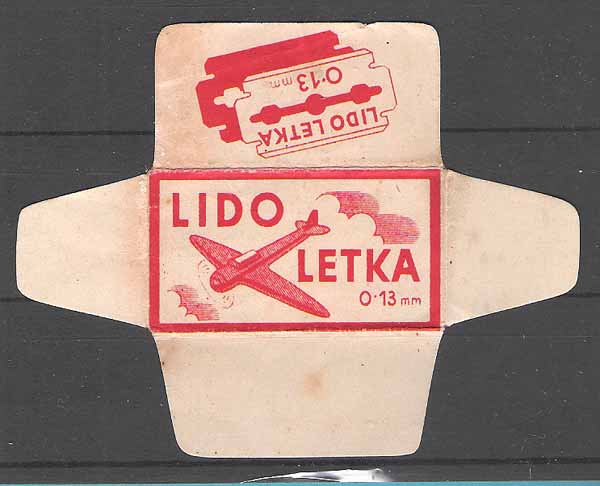 0·13 mm
LIDO LETKA
LIDO
LETKA
0·13 mm